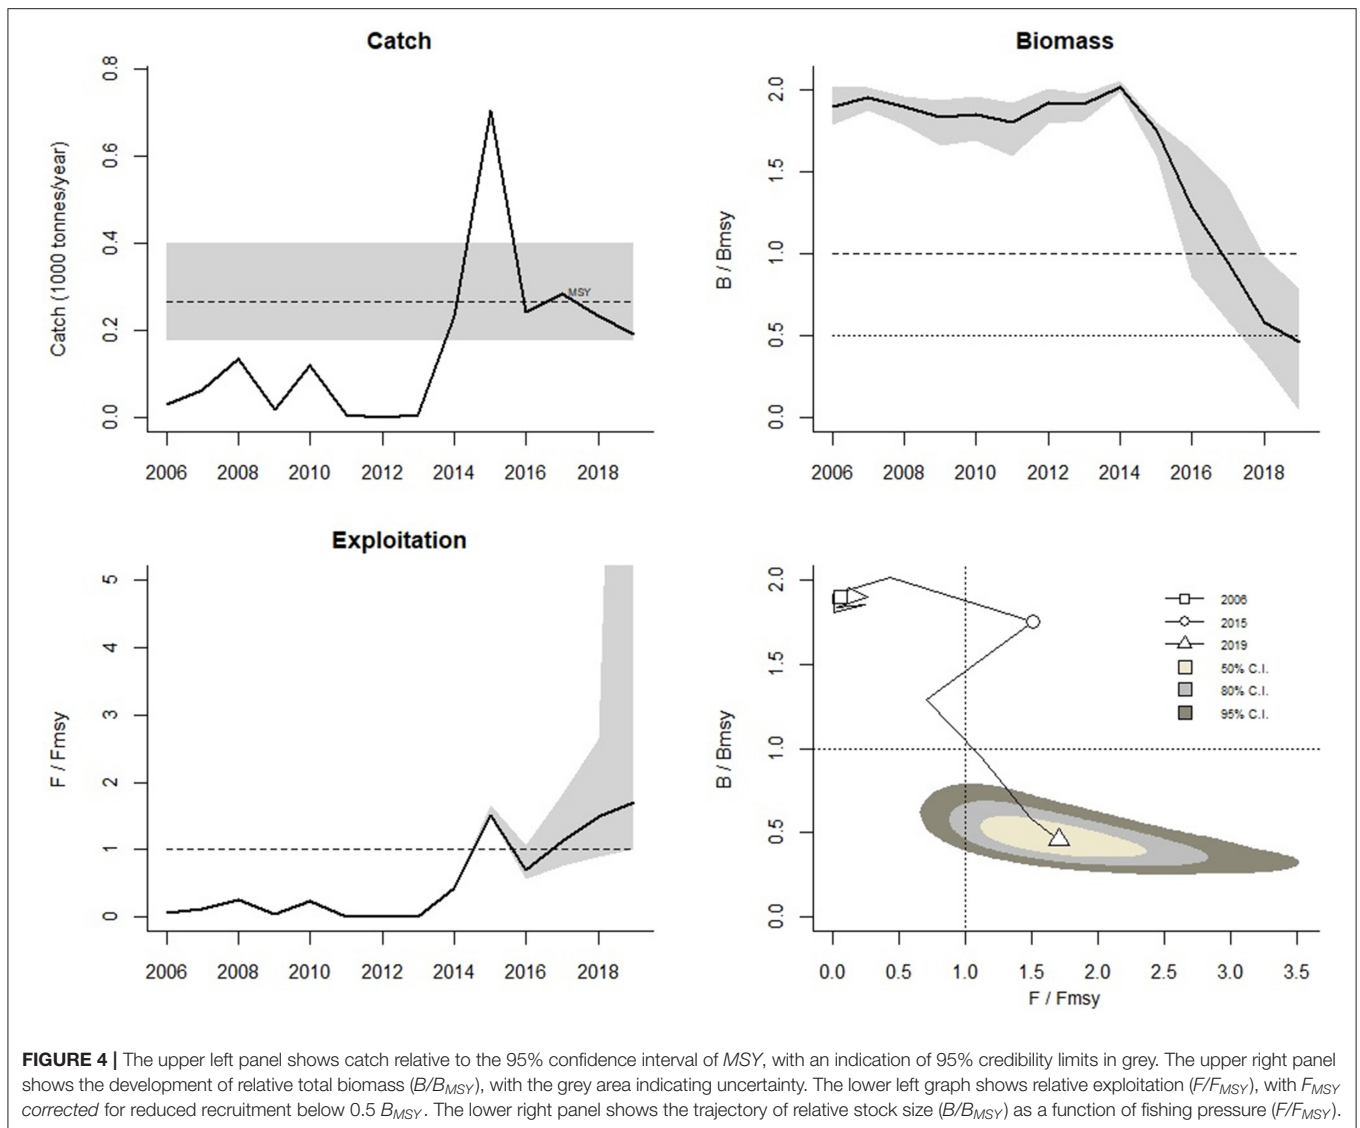 Catch
Catch (1000 tonnes/year)
0.8
0.6
0.4
0.2
0.0
MSY
2006 2008 2010 2012 2014 2016 2018
Biomass
B / Bmsy
2.0
1.5
1.0
0.5
0.0
2006 2008 2010 2012 2014 2016 2018
Exploitation
F / Fmsy
5
4
3
2
1
0
2006 2008 2010 2012 2014 2016 2018
B / Bmsy
2.0
1.5
1.0
0.5
0.0
2006
2015
2019
50% C.I.
80% C.I.
95% C.I.
0.0 0.5 1.0 1.5 2.0 2.5 3.0 3.5
F / Fmsy
FIGURE 4 | The upper left panel shows catch relative to the 95% confidence interval of MSY, with an indication of 95% credibility limits in grey. The upper right panel
shows the development of relative total biomass (B/BMSY), with the grey area indicating uncertainty. The lower left graph shows relative exploitation (F/FMSY), with FMSY
corrected for reduced recruitment below 0.5 BMSY. The lower right panel shows the trajectory of relative stock size (B/BMSY) as a function of fishing pressure (F/FMSY).